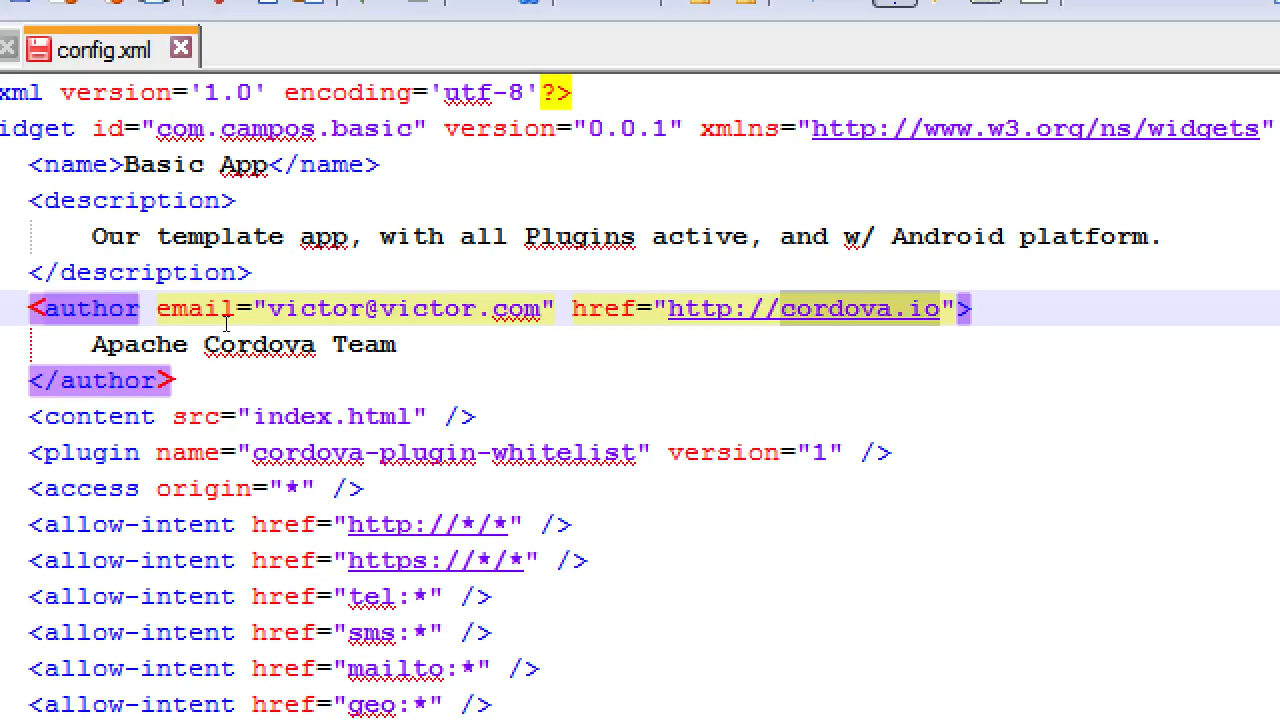 config.xml
xml version='1.0' encoding='utf-8'?>
idget id="com.campos.basic" version="0.0.1" xmlns="http://www.w3.org/ns/widgets"
<name>Basic App</name>
<description>
Our template app, with all Plugins active, and w/ Android platform.
</description>
<author email="victor@victor.com" href="http://cordova.io">
Apache Cordova Team
</author>
<content src="index.html" />
<plugin name="cordova-plugin-whitelist" version="1" />
<access origin="*" />
<allow-intent href="http://*/*" />
<allow-intent href="https://*/*" />
<allow-intent href="tel:*" />
<allow-intent href="sms:*" />
<allow-intent href="mailto:*" />
<allow-intent href="geo:*" />